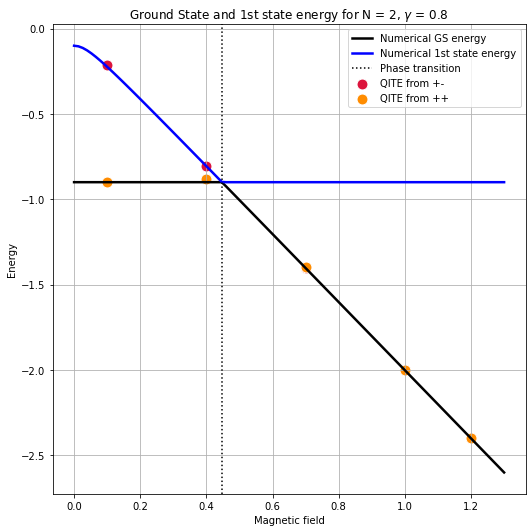 Ground State and 1st state energy for N = 2, γ = 0.8
Numerical GS energy
Numerical 1st state energy
Phase transition
QITE from +-
QITE from ++
0.0
−0.5
−1.0
−1.5
−2.0
−2.5
Energy
0.0 0.2 0.4 0.6 0.8 1.0 1.2
Magnetic field